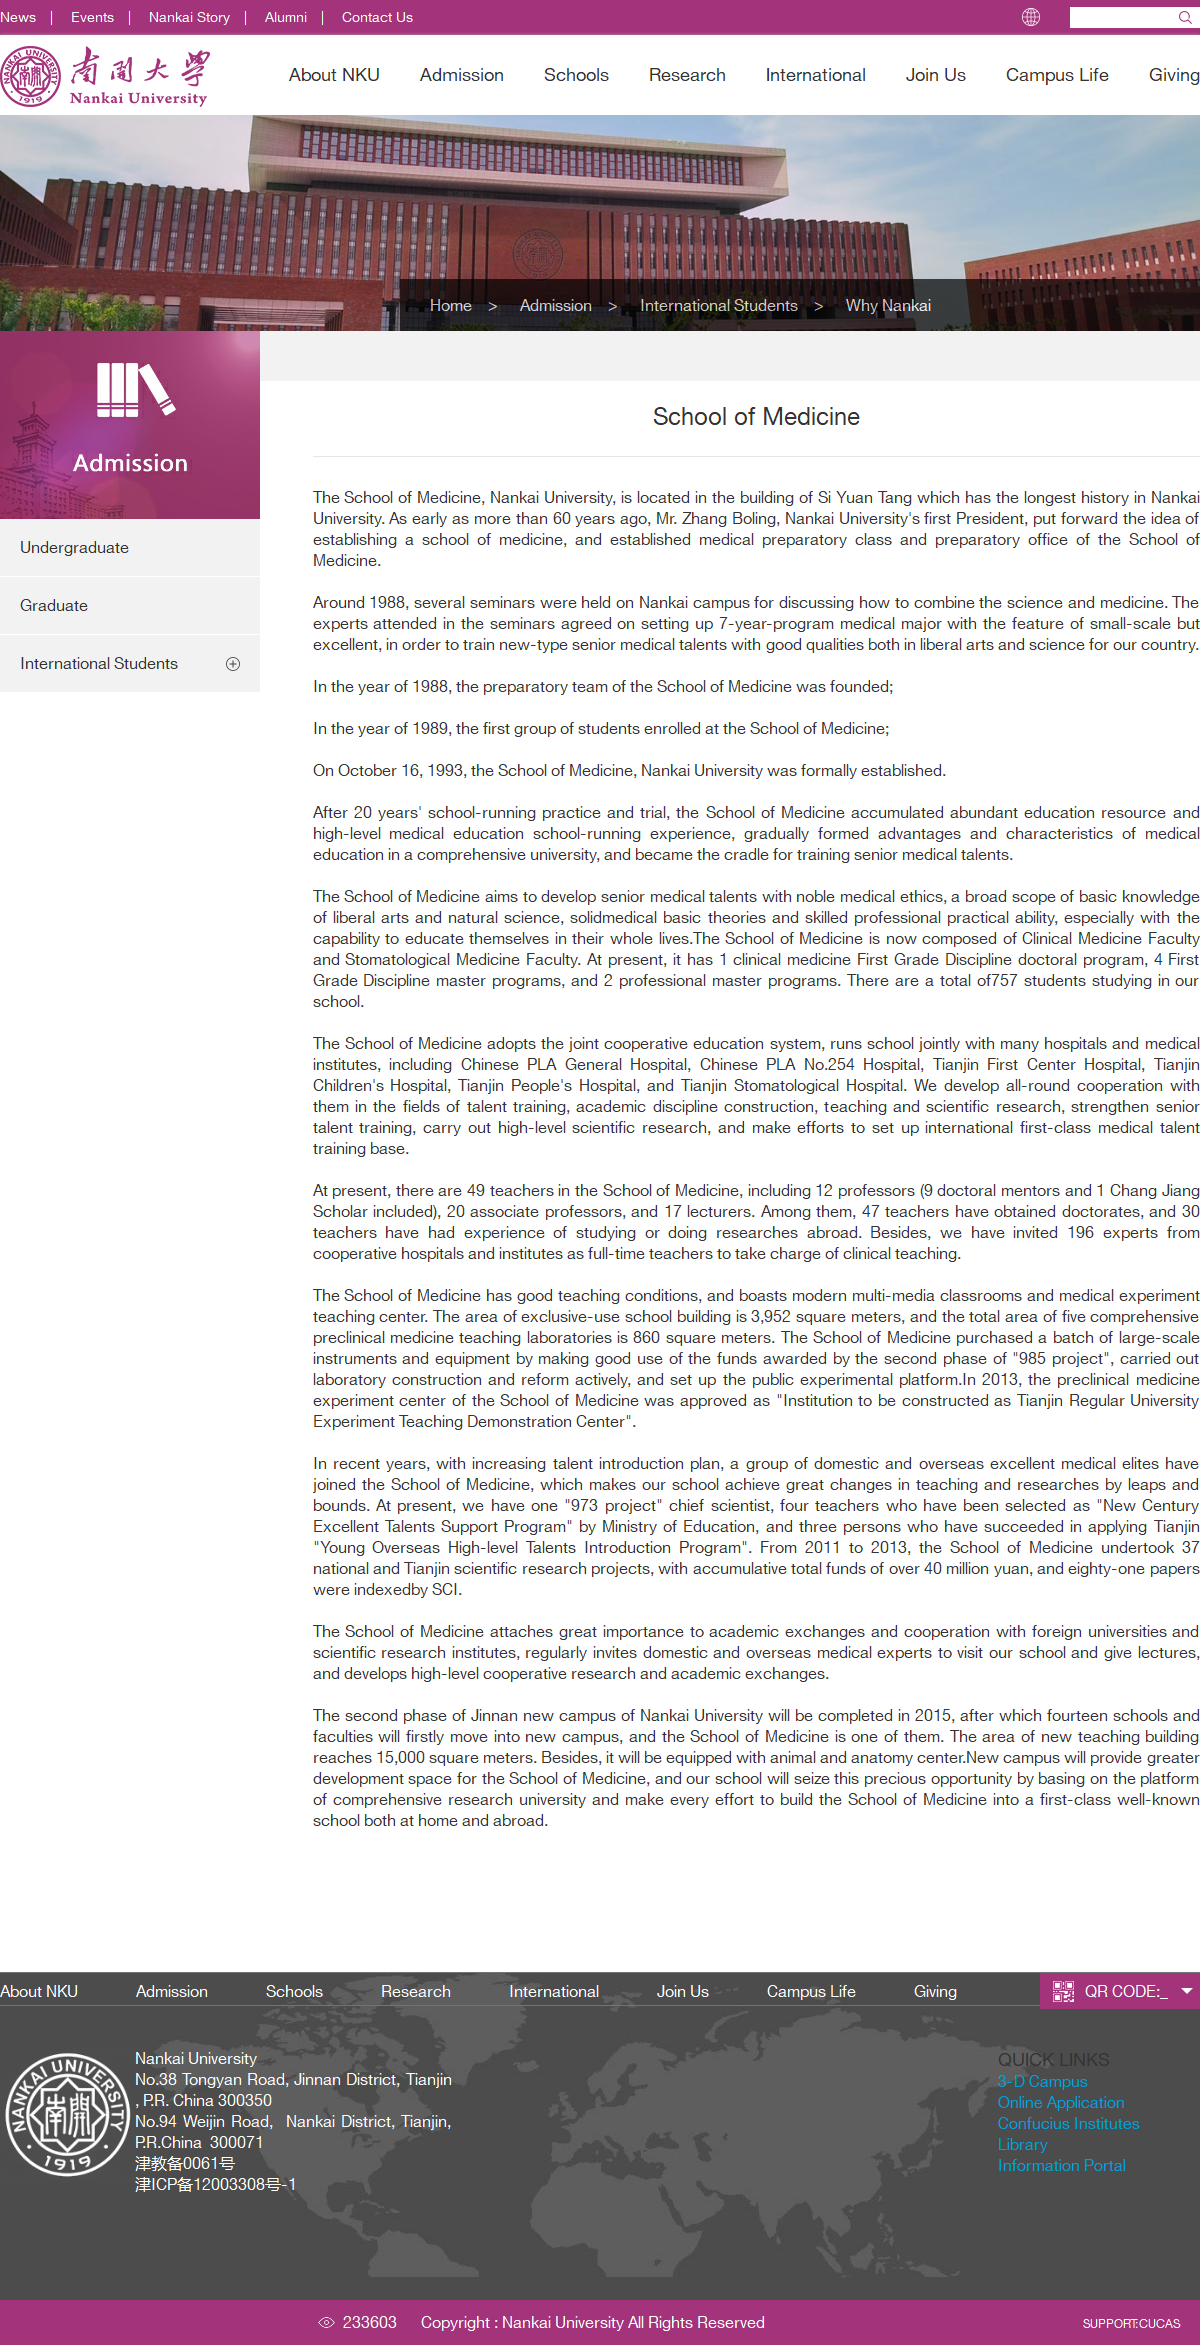 News | Events | Nankai Story | Alumni | Contact Us
NANKAI UNIVERSITY 1919
南開大學
Nankai University
About NKU Admission Schools Research International Join Us Campus Life Giving
Home > Admission > International Students > Why Nankai
Admission
Undergraduate
Graduate
International Students
School of Medicine
The School of Medicine, Nankai University, is located in the building of Si Yuan Tang which has the longest history in Nankai
University. As early as more than 60 years ago, Mr. Zhang Boling, Nankai University's first President, put forward the idea of
establishing a school of medicine, and established medical preparatory class and preparatory office of the School of
Medicine.
Around 1988, several seminars were held on Nankai campus for discussing how to combine the science and medicine. The
experts attended in the seminars agreed on setting up 7-year-program medical major with the feature of small-scale but
excellent, in order to train new-type senior medical talents with good qualities both in liberal arts and science for our country.
In the year of 1988, the preparatory team of the School of Medicine was founded;
In the year of 1989, the first group of students enrolled at the School of Medicine;
On October 16, 1993, the School of Medicine, Nankai University was formally established.
After 20 years' school-running practice and trial, the School of Medicine accumulated abundant education resource and
high-level medical education school-running experience, gradually formed advantages and characteristics of medical
education in a comprehensive university, and became the cradle for training senior medical talents.
The School of Medicine aims to develop senior medical talents with noble medical ethics, a broad scope of basic knowledge
of liberal arts and natural science, solidmedical basic theories and skilled professional practical ability, especially with the
capability to educate themselves in their whole lives.The School of Medicine is now composed of Clinical Medicine Faculty
and Stomatological Medicine Faculty. At present, it has 1 clinical medicine First Grade Discipline doctoral program, 4 First
Grade Discipline master programs, and 2 professional master programs. There are a total of757 students studying in our
school.
The School of Medicine adopts the joint cooperative education system, runs school jointly with many hospitals and medical
institutes, including Chinese PLA General Hospital, Chinese PLA No.254 Hospital, Tianjin First Center Hospital, Tianjin
Children's Hospital, Tianjin People's Hospital, and Tianjin Stomatological Hospital. We develop all-round cooperation with
them in the fields of talent training, academic discipline construction, teaching and scientific research, strengthen senior
talent training, carry out high-level scientific research, and make efforts to set up international first-class medical talent
training base.
At present, there are 49 teachers in the School of Medicine, including 12 professors (9 doctoral mentors and 1 Chang Jiang
Scholar included), 20 associate professors, and 17 lecturers. Among them, 47 teachers have obtained doctorates, and 30
teachers have had experience of studying or doing researches abroad. Besides, we have invited 196 experts from
cooperative hospitals and institutes as full-time teachers to take charge of clinical teaching.
The School of Medicine has good teaching conditions, and boasts modern multi-media classrooms and medical experiment
teaching center. The area of exclusive-use school building is 3,952 square meters, and the total area of five comprehensive
preclinical medicine teaching laboratories is 860 square meters. The School of Medicine purchased a batch of large-scale
instruments and equipment by making good use of the funds awarded by the second phase of "985 project", carried out
laboratory construction and reform actively, and set up the public experimental platform.In 2013, the preclinical medicine
experiment center of the School of Medicine was approved as "Institution to be constructed as Tianjin Regular University
Experiment Teaching Demonstration Center".
In recent years, with increasing talent introduction plan, a group of domestic and overseas excellent medical elites have
joined the School of Medicine, which makes our school achieve great changes in teaching and researches by leaps and
bounds. At present, we have one "973 project" chief scientist, four teachers who have been selected as "New Century
Excellent Talents Support Program" by Ministry of Education, and three persons who have succeeded in applying Tianjin
"Young Overseas High-level Talents Introduction Program". From 2011 to 2013, the School of Medicine undertook 37
national and Tianjin scientific research projects, with accumulative total funds of over 40 million yuan, and eighty-one papers
were indexedby SCI.
The School of Medicine attaches great importance to academic exchanges and cooperation with foreign universities and
scientific research institutes, regularly invites domestic and overseas medical experts to visit our school and give lectures,
and develops high-level cooperative research and academic exchanges.
The second phase of Jinnan new campus of Nankai University will be completed in 2015, after which fourteen schools and
faculties will firstly move into new campus, and the School of Medicine is one of them. The area of new teaching building
reaches 15,000 square meters. Besides, it will be equipped with animal and anatomy center.New campus will provide greater
development space for the School of Medicine, and our school will seize this precious opportunity by basing on the platform
of comprehensive research university and make every effort to build the School of Medicine into a first-class well-known
school both at home and abroad.
About NKU Admission Schools Research International Join Us Campus Life Giving QR CODE:_
NANKAI UNIVERSITY 南開 1919
Nankai University
No.38 Tongyan Road, Jinnan District, Tianjin
, P.R. China 300350
No.94 Weijin Road, Nankai District, Tianjin,
P.R.China 300071
津教备0061号
津ICP备12003308号-1
QUICK LINKS
3-D Campus
Online Application
Confucius Institutes
Library
Information Portal
233603 Copyright : Nankai University All Rights Reserved SUPPORT:CUCAS